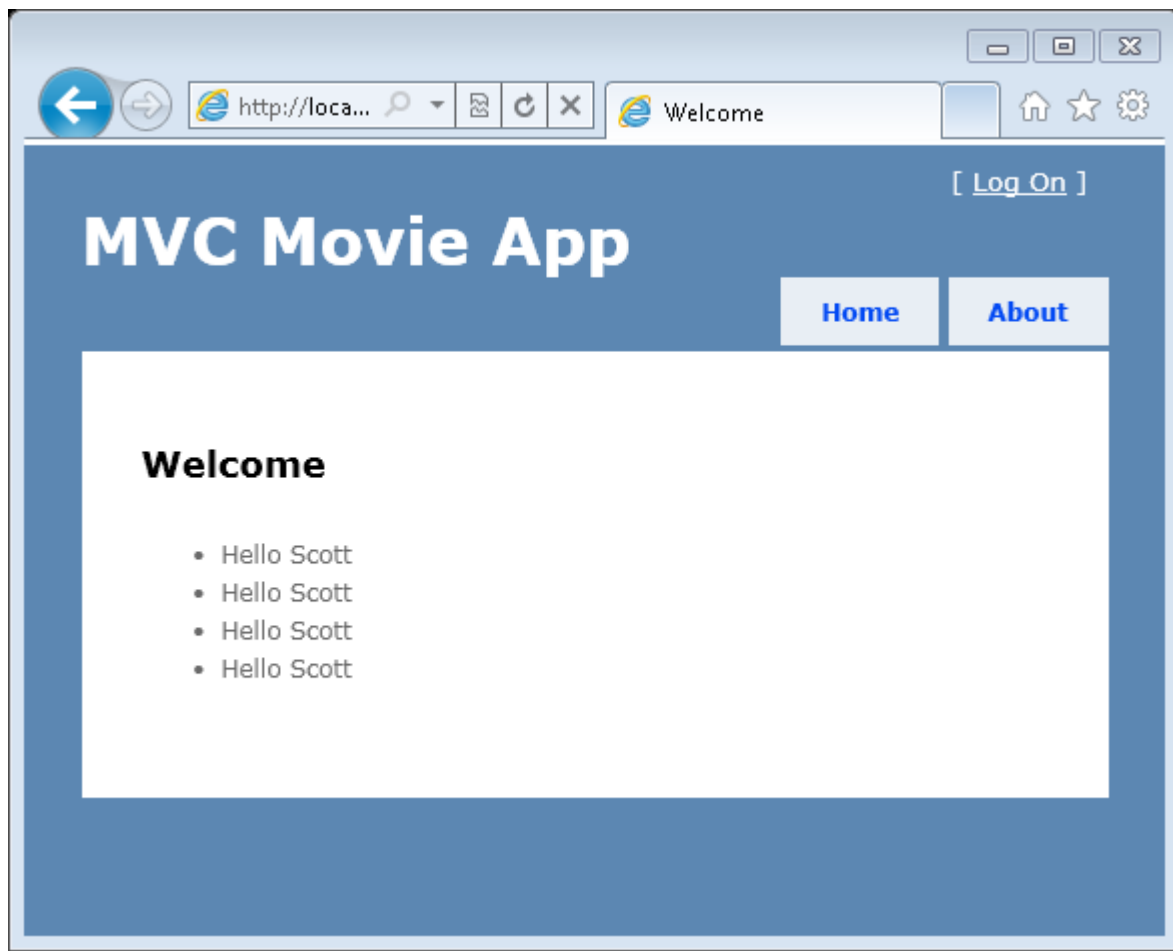 http://loca...
Welcome
[ Log On ]
MVC Movie App
Home About
Welcome
• Hello Scott
• Hello Scott
• Hello Scott
• Hello Scott